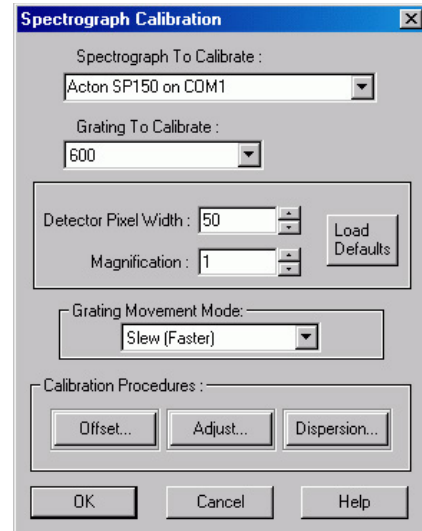 Spectrograph Calibration
Spectrograph To Calibrate :
Acton SP150 on COM1
Grating To Calibrate :
600
Detector Pixel Width : 50
Load Defaults
Magnification : 1
Grating Movement Mode:
Slew (Faster)
Calibration Procedures :
Offset... Adjust... Dispersion...
OK Cancel Help